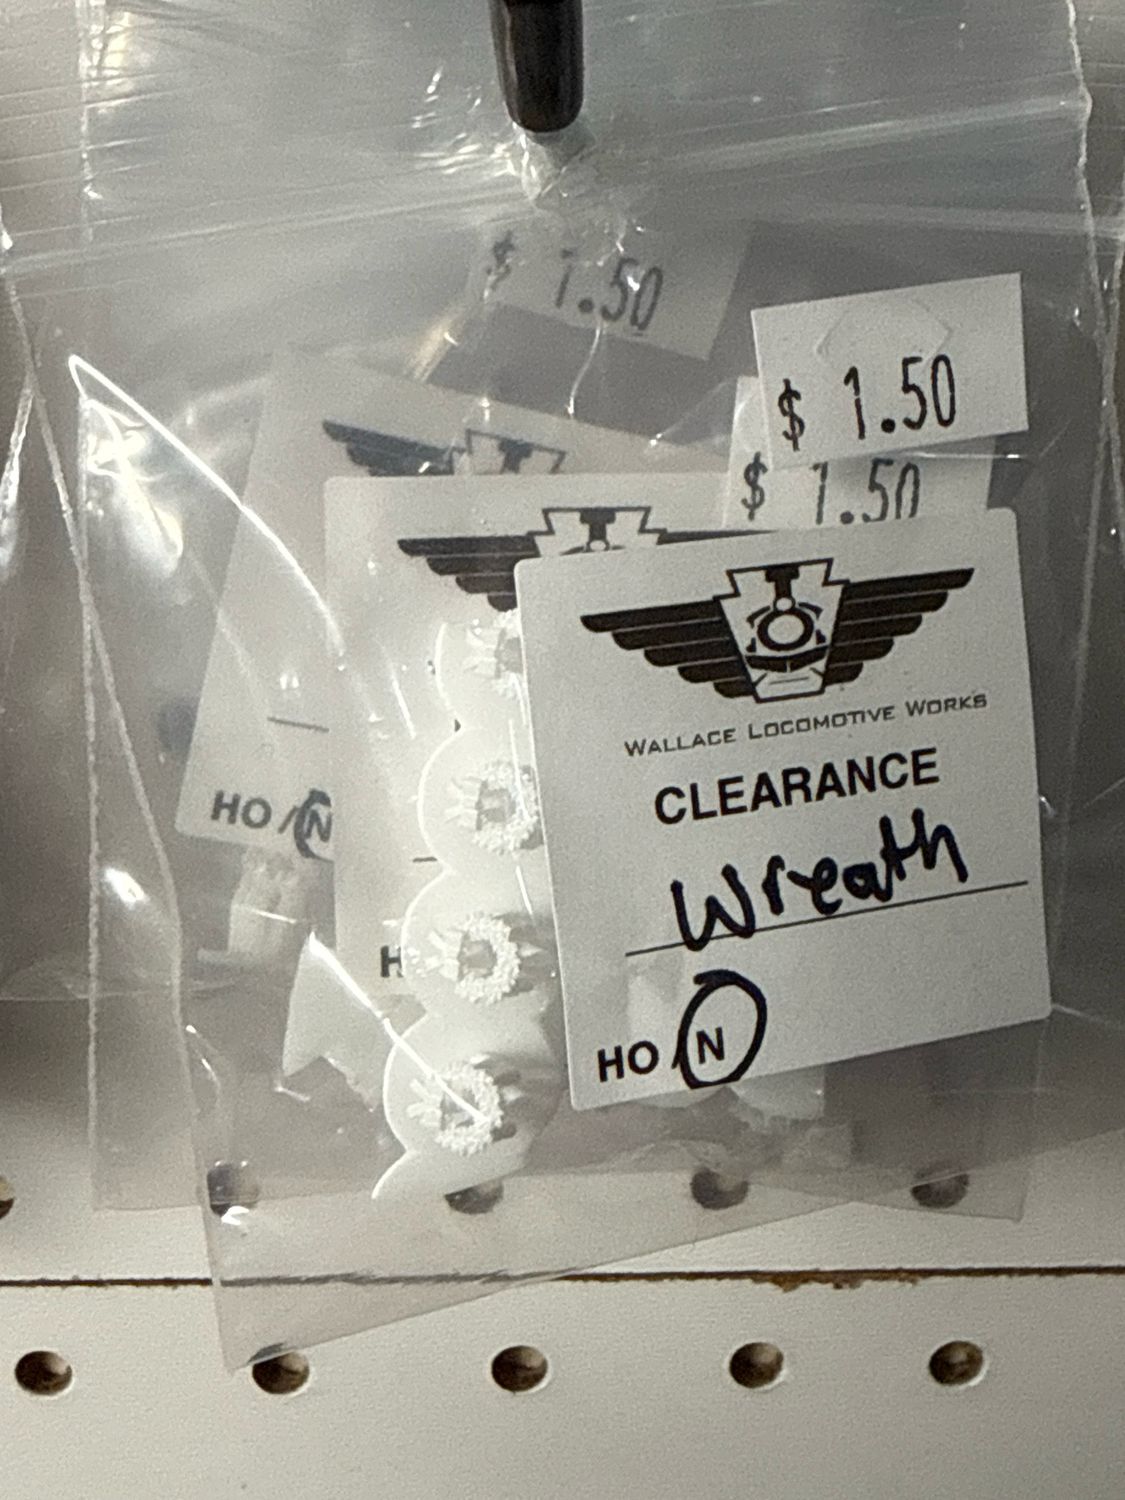 $ 1.50
$ 1.50
$ 1.50
WALLACE LOCOMOTIVE WORKS
CLEARANCE
Wreath
HO / N
HO / N
H